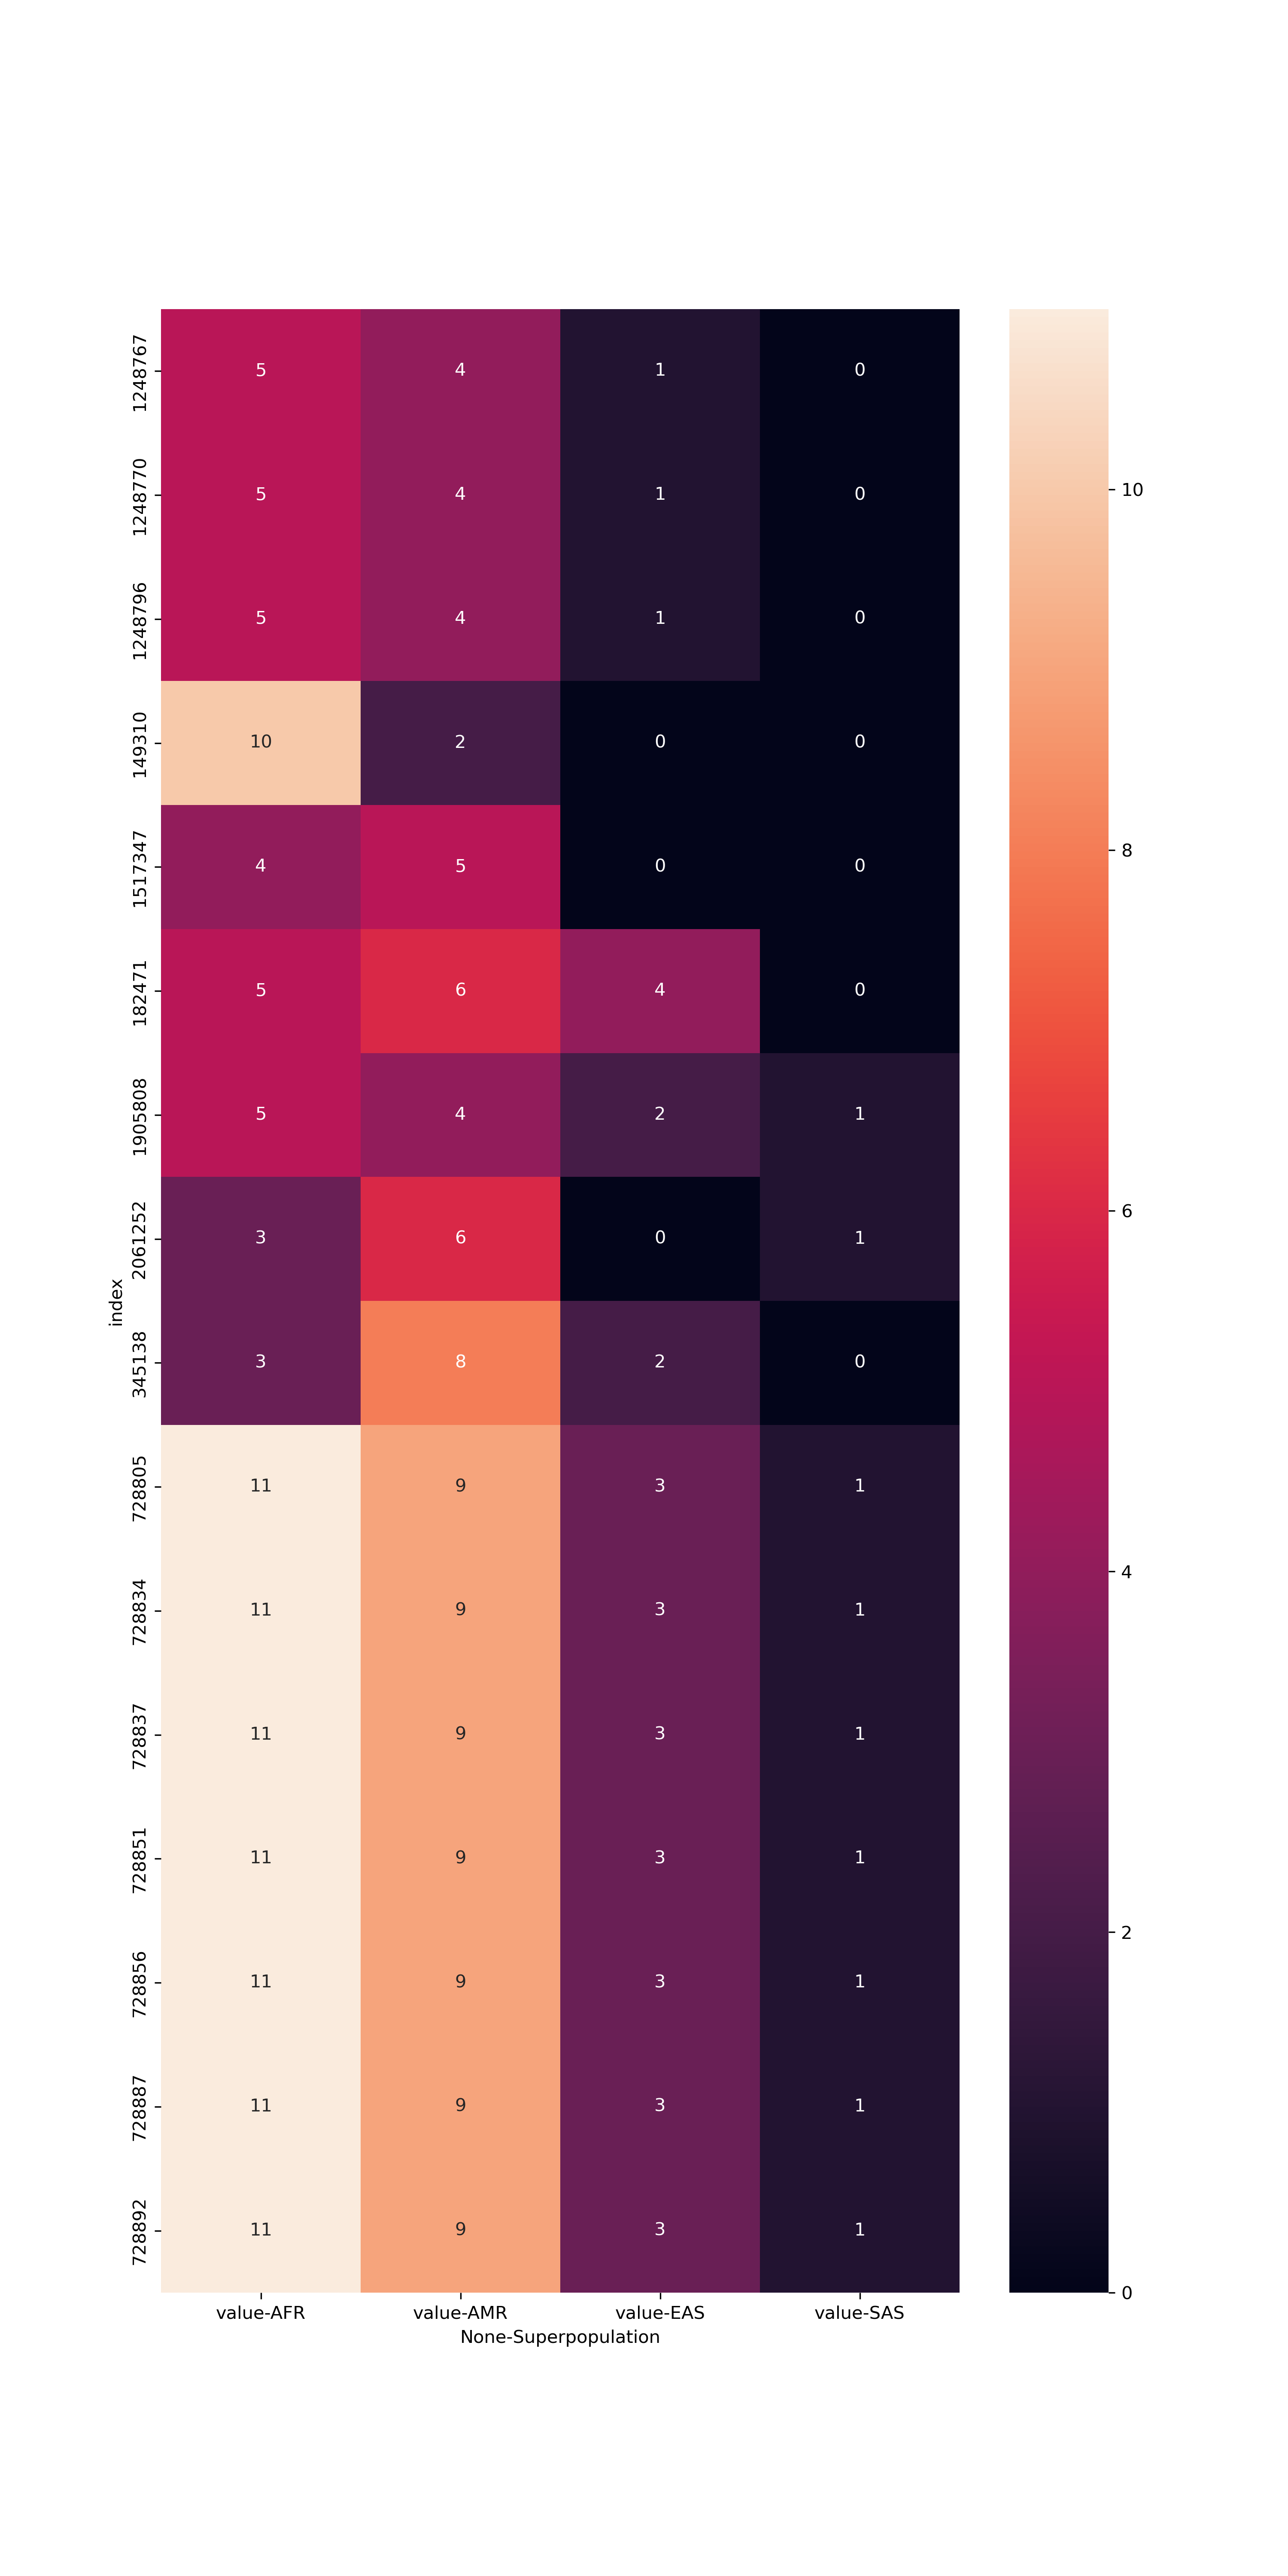 1248767 5 4 1 0
1248770 5 4 1 0
1248796 5 4 1 0
149310 10 2 0 0
1517347 4 5 0 0
182471 5 6 4 0
1905808 5 4 2 1
2061252 3 6 0 1
345138 3 8 2 0
728805 11 9 3 1
728834 11 9 3 1
728837 11 9 3 1
728851 11 9 3 1
728856 11 9 3 1
728887 11 9 3 1
728892 11 9 3 1
index
value-AFR value-AMR value-EAS value-SAS
None-Superpopulation
10
8
6
4
2
0